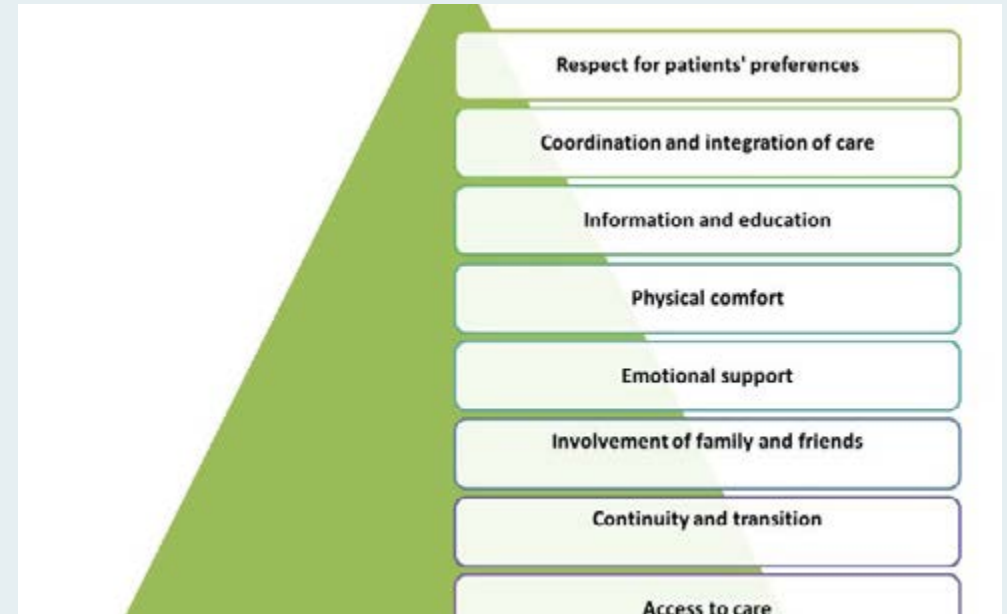 Respect for patients' preferences
Coordination and integration of care
Information and education
Physical comfort
Emotional support
Involvement of family and friends
Continuity and transition
Access to care